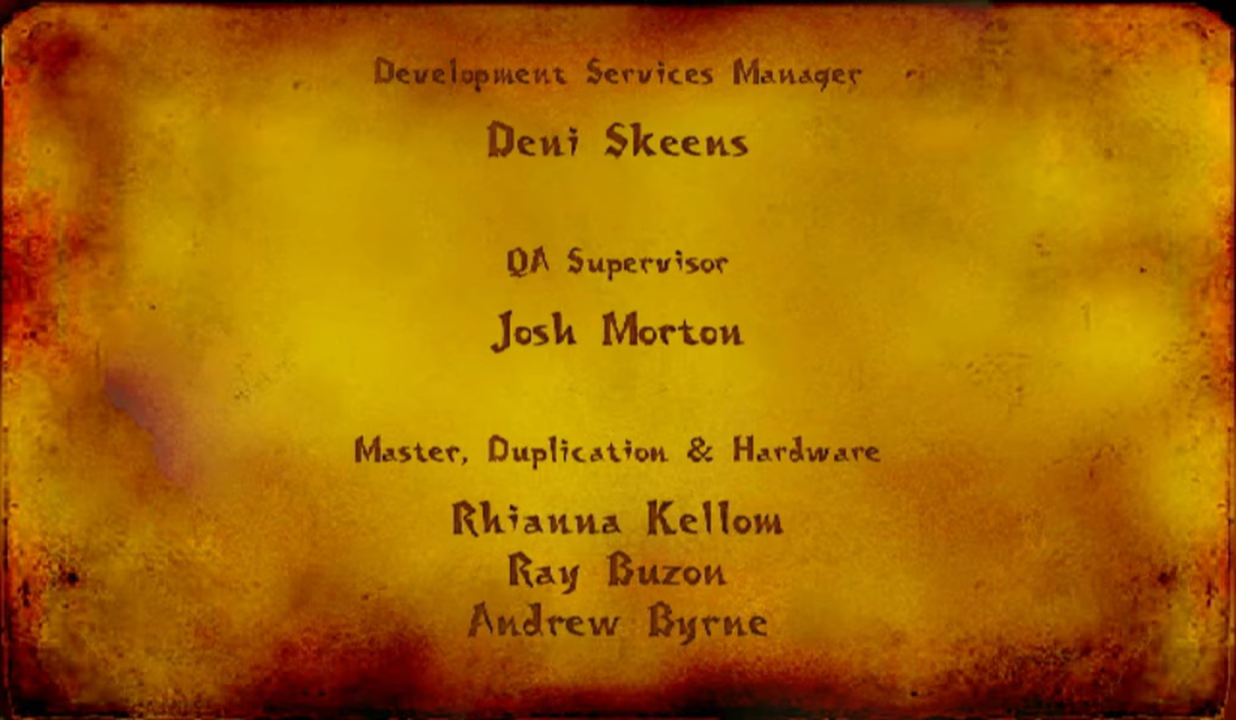 Development Services Manager
Deni Skeens
QA Supervisor
Josh Morton
Master, Duplication & Hardware
Rhianna Kellom
Ray Buzon
Andrew Byrne